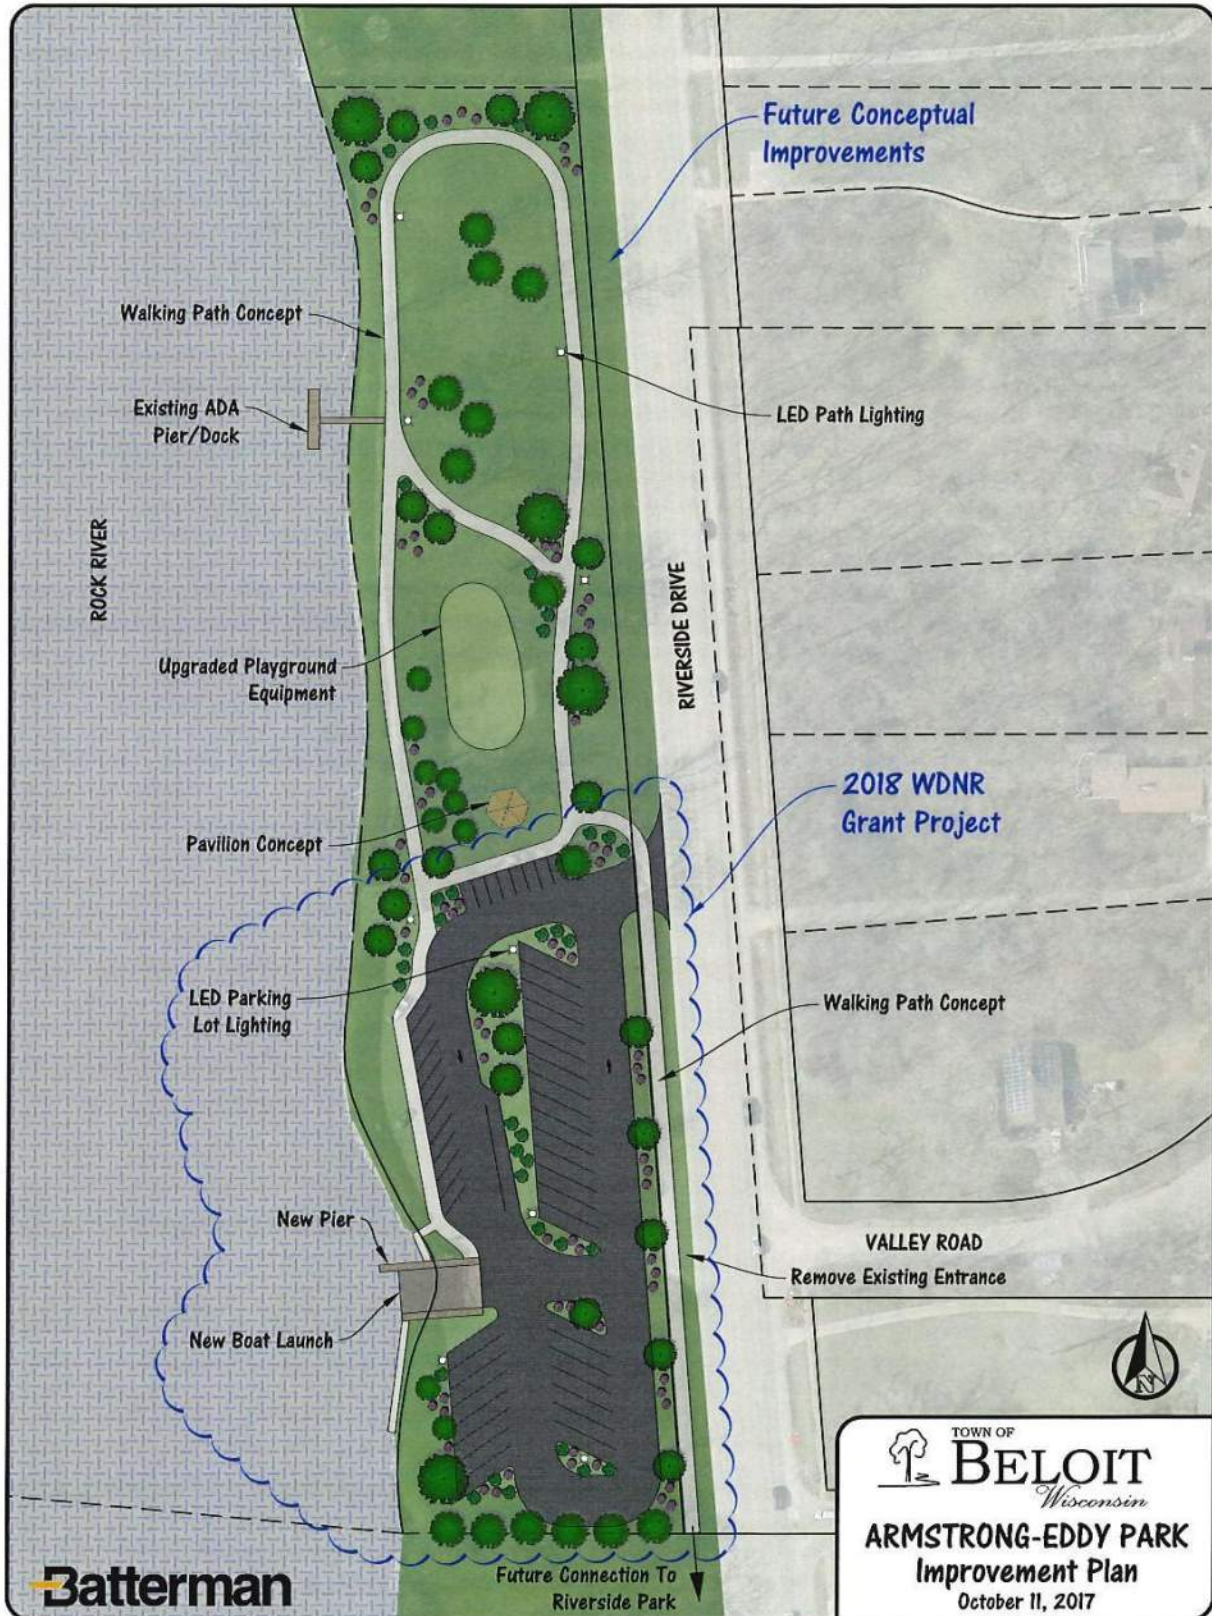 Future Conceptual
Improvements
Walking Path Concept
Existing ADA
Pier/Dock
LED Path Lighting
ROCK RIVER
RIVERSIDE DRIVE
Upgraded Playground
Equipment
2018 WDNR
Grant Project
Pavilion Concept
LED Parking
Lot Lighting
Walking Path Concept
New Pier
VALLEY ROAD
Remove Existing Entrance
New Boat Launch
N
TOWN OF
BELOIT
Wisconsin
ARMSTRONG-EDDY PARK
Improvement Plan
October 11, 2017
Batterman
Future Connection To
Riverside Park